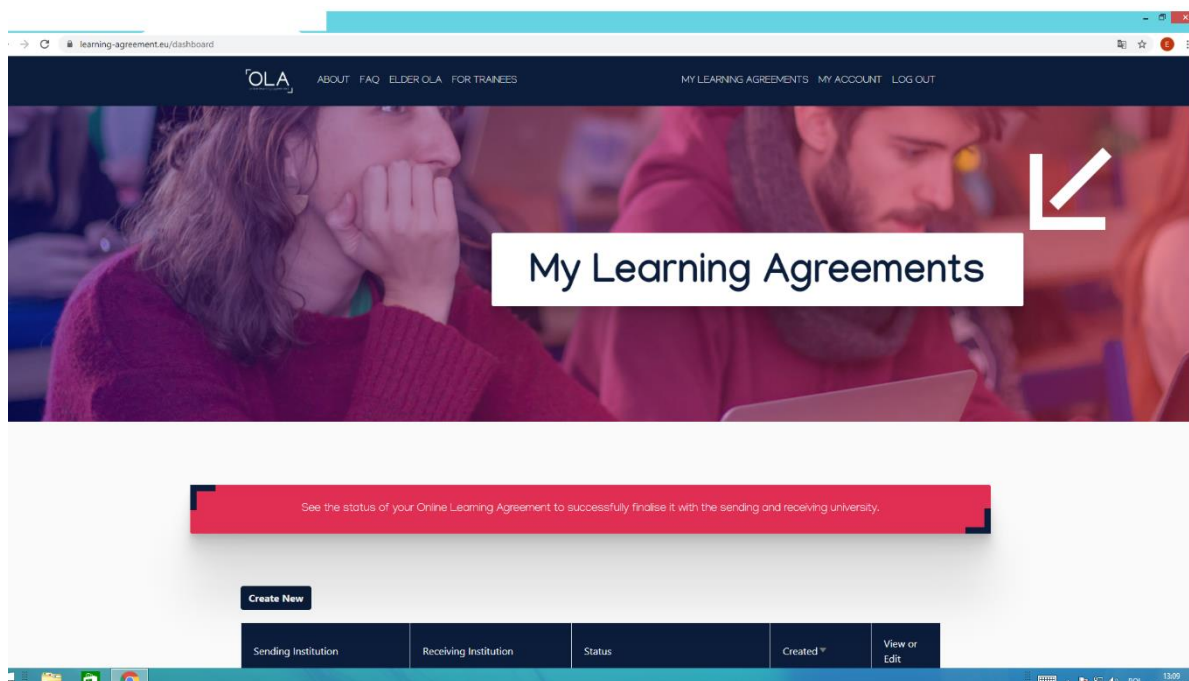 learning-agreement.eu/dashboard
E
OLA
ABOUT FAQ ELDER OLA FOR TRAINEES
MY LEARNING AGREEMENTS MY ACCOUNT LOG OUT
My Learning Agreements
See the status of your Online Learning Agreement to successfully finalise it with the sending and receiving university.
Create New
Sending Institution
Receiving Institution
Status
Created
View or
Edit
13:09